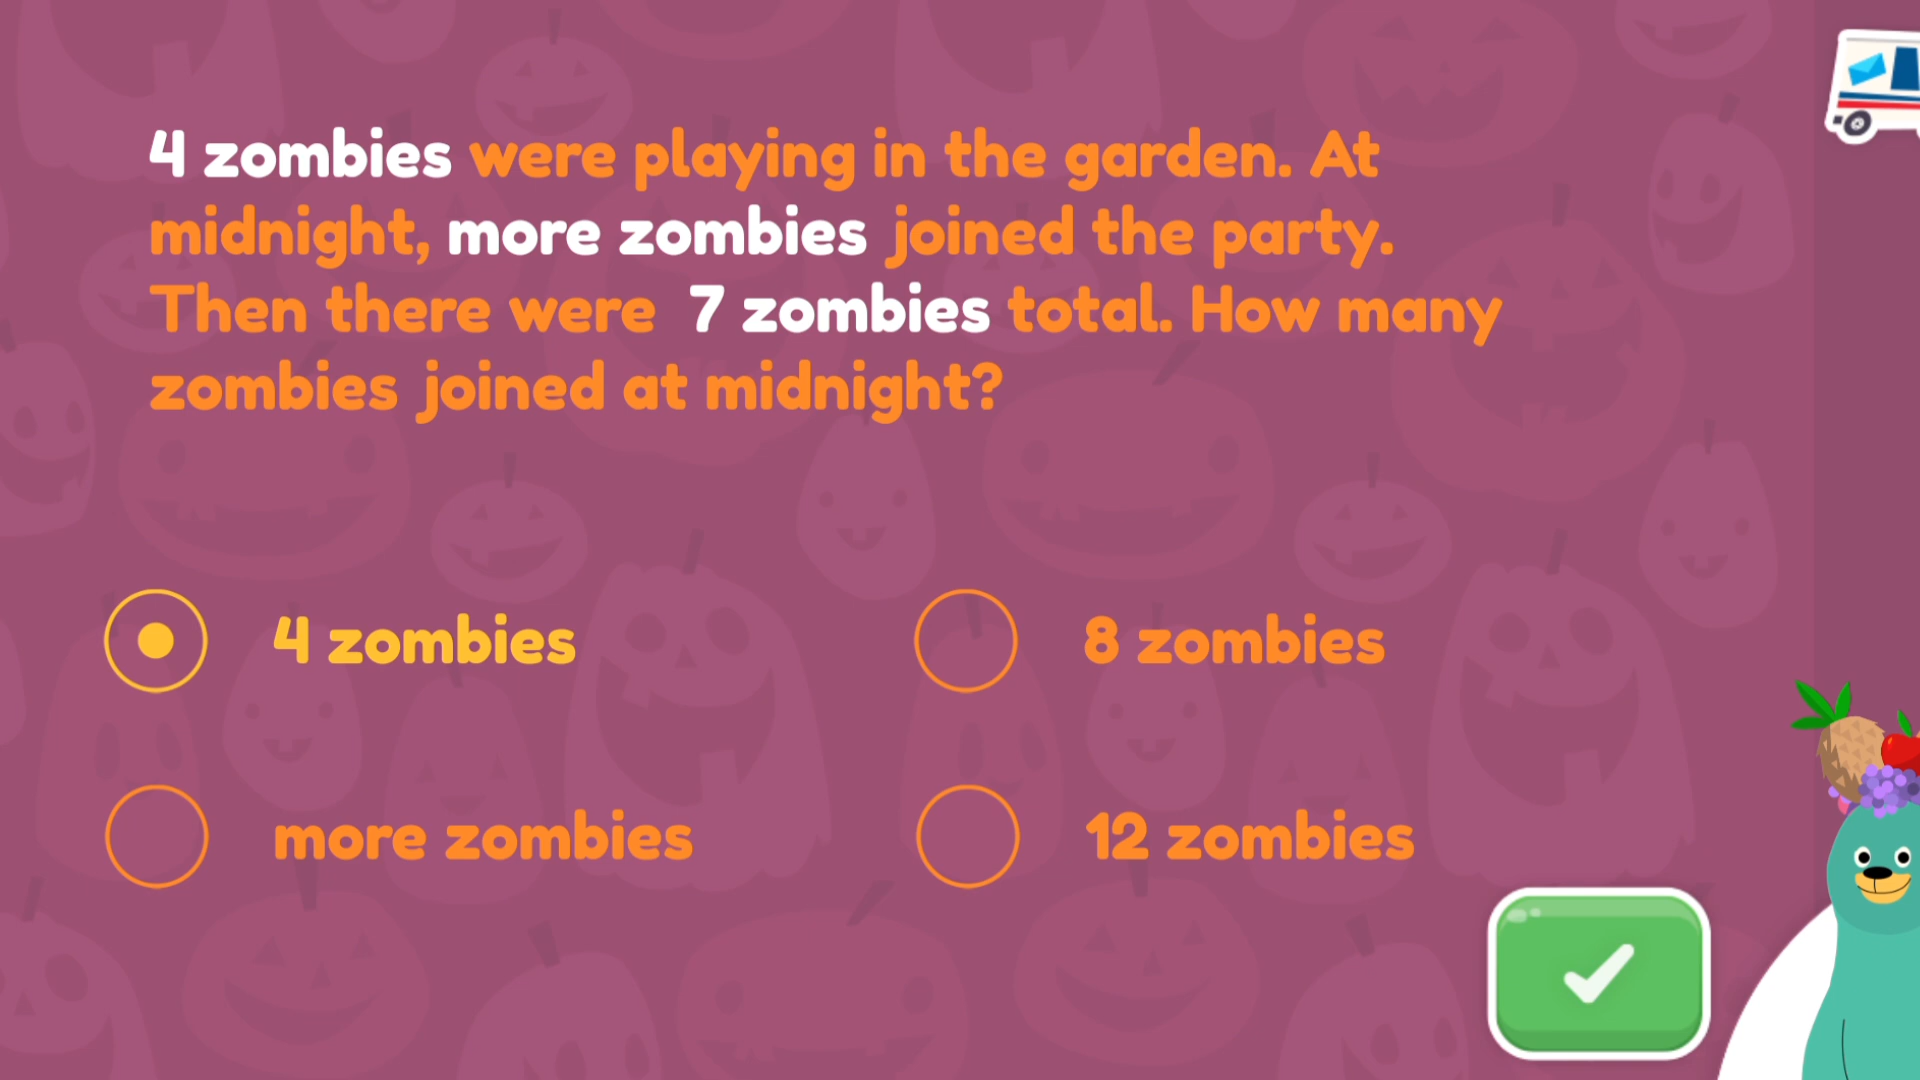 4 zombies were playing in the garden. At
midnight, more zombies joined the party.
Then there were 7 zombies total. How many
zombies joined at midnight?
4 zombies
8 zombies
more zombies
12 zombies